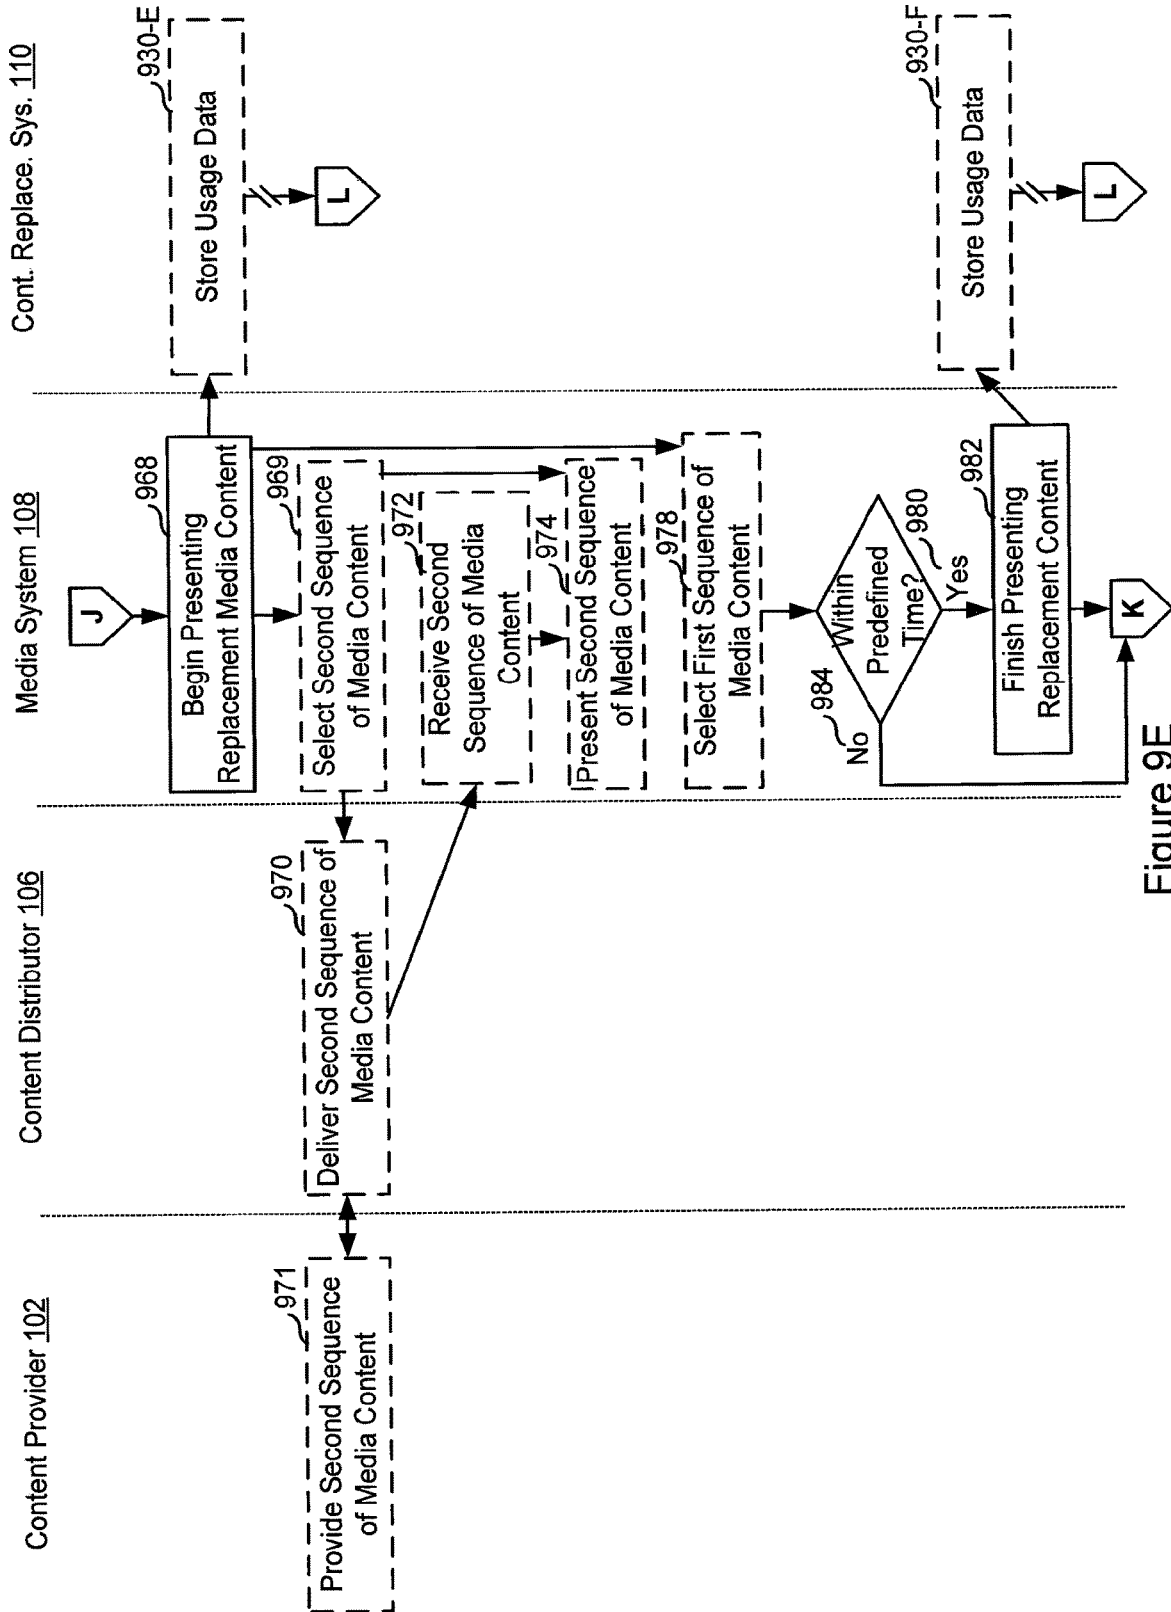 Content Provider 102
Content Distributor 106
Media System 108
Cont. Replace. Sys. 110
J
968
Begin Presenting
Replacement Media Content
930-E
Store Usage Data
L
971
Provide Second Sequence
of Media Content
970
Deliver Second Sequence of
Media Content
969
Select Second Sequence
of Media Content
972
Receive Second
Sequence of Media
Content
974
Present Second Sequence
of Media Content
978
Select First Sequence of
Media Content
Within
Predefined
Time?
984
No
980
Yes
982
Finish Presenting
Replacement Content
930-F
Store Usage Data
L
K
Figure 9E